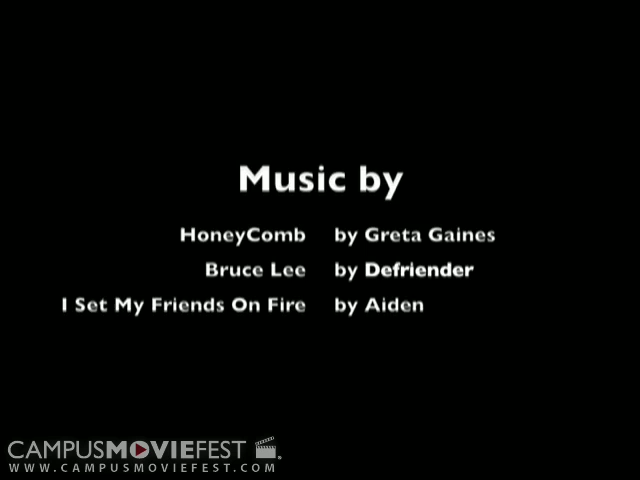 Music by
HoneyComb by Greta Gaines
Bruce Lee by Defriender
I Set My Friends On Fire by Aiden
CAMPUSMOVIEFEST
WWW.CAMPUSMOVIEFEST.COM